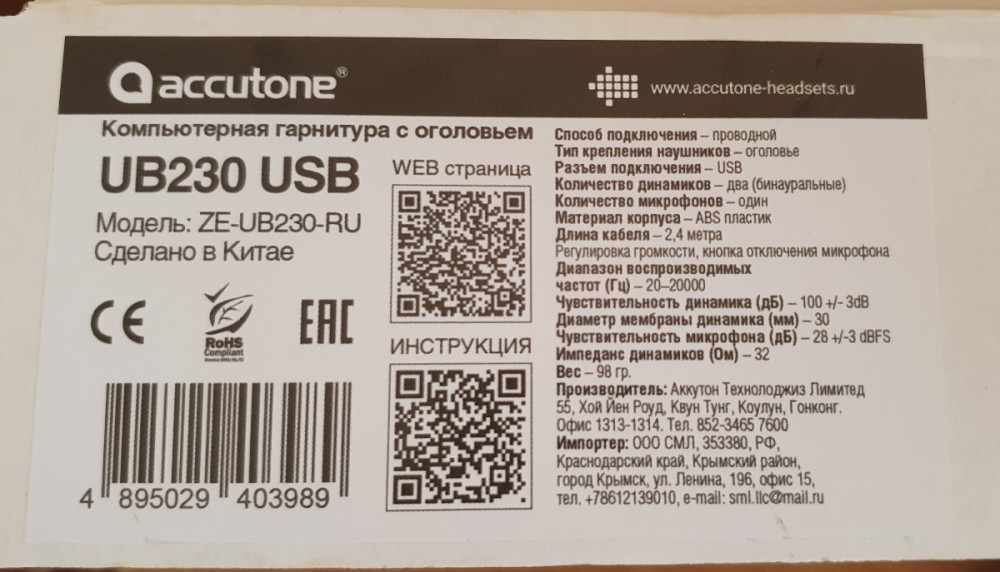 accutone®
www.accutone-headsets.ru
Компьютерная гарнитура с оголовьем
UB230 USB
Модель: ZE-UB230-RU
Сделано в Китае
CE
RoHS
Compliant
EAC
4 895029 403989
WEB страница
ИНСТРУКЦИЯ
Способ подключения – проводной
Тип крепления наушников – оголовье
Разъем подключения – USB
Количество динамиков – два (бинауральные)
Количество микрофонов – один
Материал корпуса – ABS пластик
Длина кабеля – 2,4 метра
Регулировка громкости, кнопка отключения микрофона
Диапазон воспроизводимых
частот (Гц) – 20–20000
Чувствительность динамика (дБ) – 100 +/- 3dB
Диаметр мембраны динамика (мм) – 30
Чувствительность микрофона (дБ) – 28 +/-3 dBFS
Импеданс динамиков (Ом) – 32
Вес – 98 гр.
Производитель: Аккутон Технолоджиз Лимитед
55, Хой Йен Роуд, Квун Тунг, Коулун, Гонконг.
Офис 1313-1314. Тел. 852-3465 7600
Импортер: ООО СМЛ, 353380, РФ,
Краснодарский край, Крымский район,
город Крымск, ул. Ленина, 196, офис 15,
тел. +78612139010, e-mail: sml.llc@mail.ru